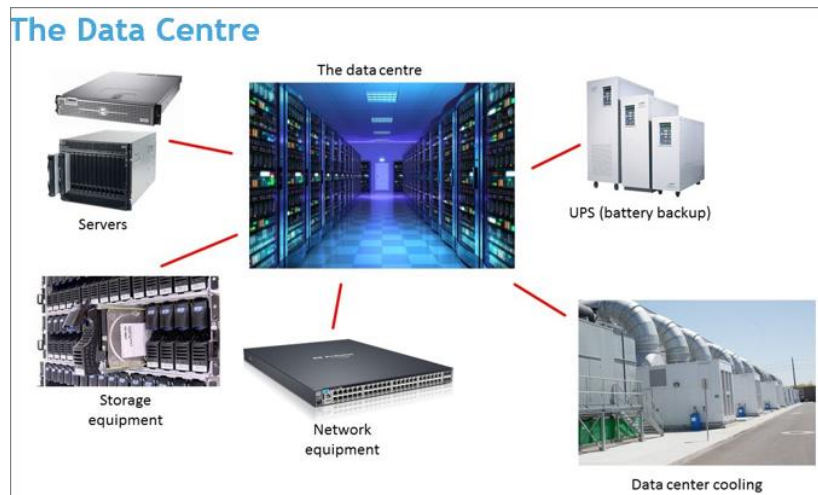 The Data Centre
The data centre
Servers
UPS (battery backup)
Storage
equipment
Network
equipment
Data center cooling